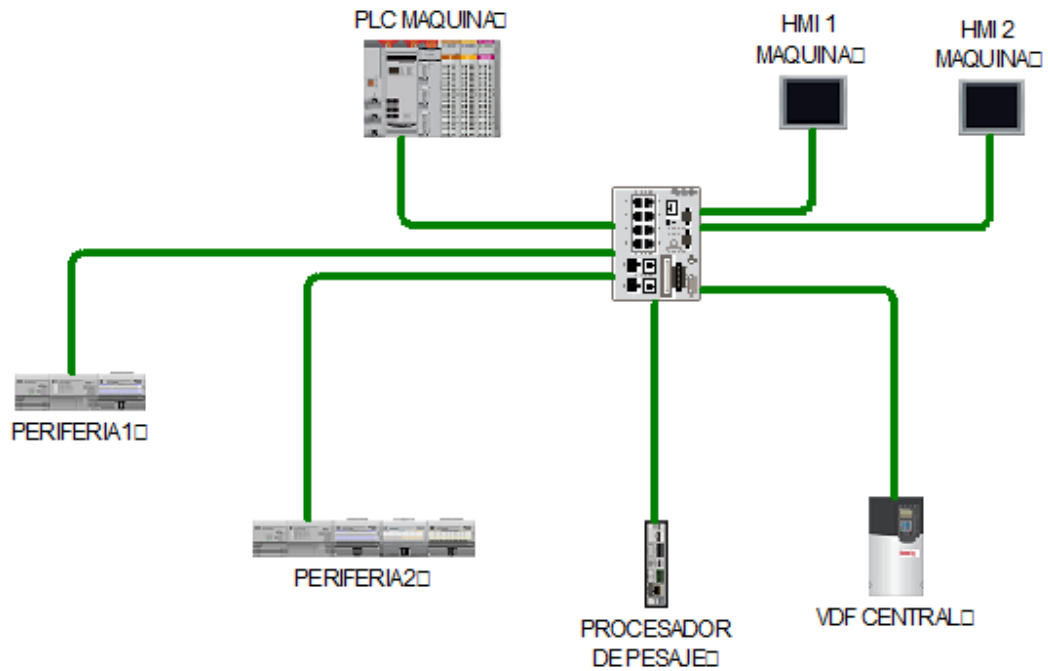 PLC MAQUINA□
HMI 1
MAQUINA□
HMI 2
MAQUINA□
PERIFERIA1□
PERIFERIA2□
PROCESADOR
DE PESAJE□
VDF CENTRAL□